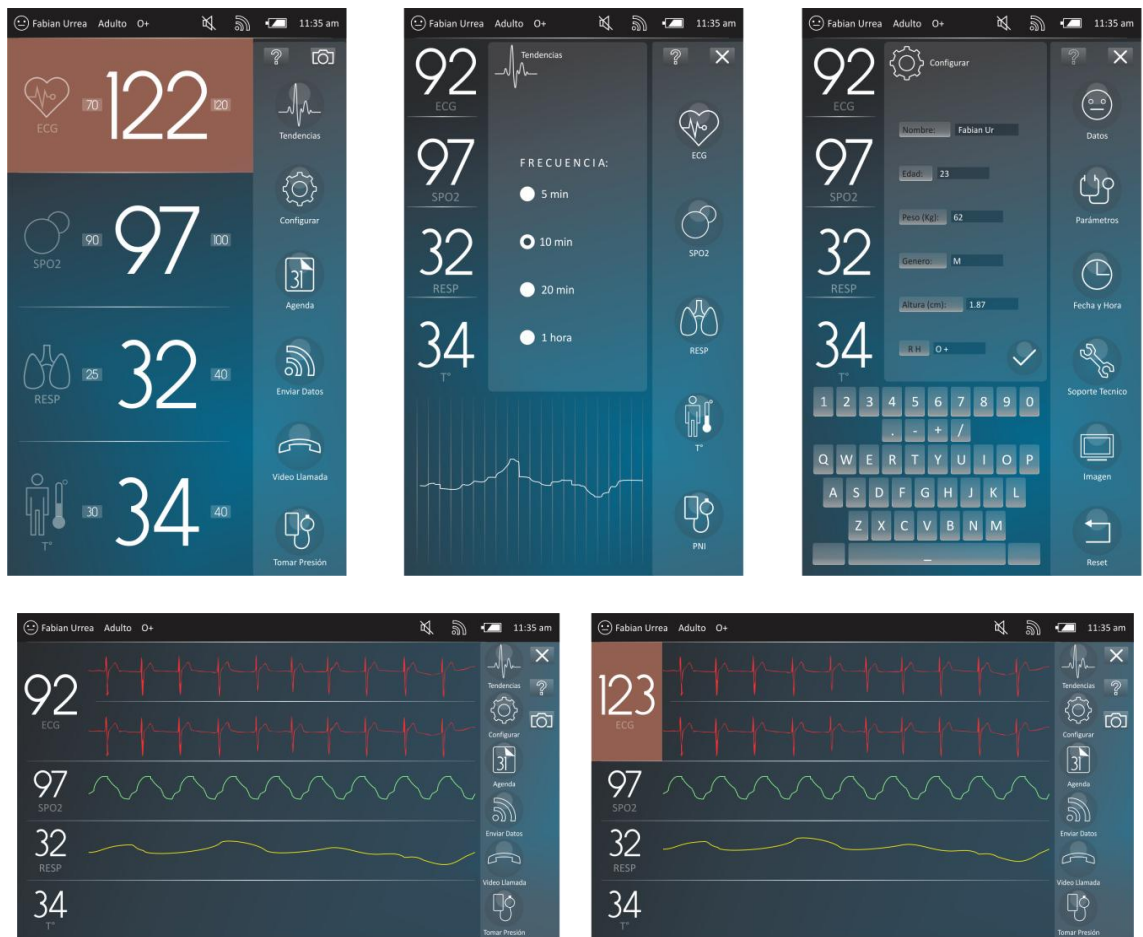 Fabian Urrea Adulto O+ 11:35 am
70 122 120
ECG
90 97 100
SPO2
25 32 40
RESP
30 34 40
T°
?
Tendencias
Configurar
31
Agenda
Enviar Datos
Video Llamada
Tomar Presión
Fabian Urrea Adulto O+ 11:35 am
92
ECG
97
SPO2
32
RESP
34
T°
Tendencias
FRECUENCIA:
5 min
10 min
20 min
1 hora
?
ECG
SPO2
RESP
T°
PNI
Fabian Urrea Adulto O+ 11:35 am
92
ECG
97
SPO2
32
RESP
34
T°
Configurar
Nombre: Fabian Ur
Edad: 23
Peso (Kg): 62
Genero: M
Altura (cm): 1.87
R H O +
1 2 3 4 5 6 7 8 9 0
. - + /
Q W E R T Y U I O P
A S D F G H J K L
Z X C V B N M
_
?
Datos
Parámetros
Fecha y Hora
Soporte Tecnico
Imagen
Reset
Fabian Urrea Adulto O+ 11:35 am
92
ECG
97
SPO2
32
RESP
34
T°
Tendencias
?
Configurar
31
Agenda
Enviar Datos
Video Llamada
Tomar Presión
Fabian Urrea Adulto O+ 11:35 am
123
ECG
97
SPO2
32
RESP
34
T°
Tendencias
?
Configurar
31
Agenda
Enviar Datos
Video Llamada
Tomar Presión